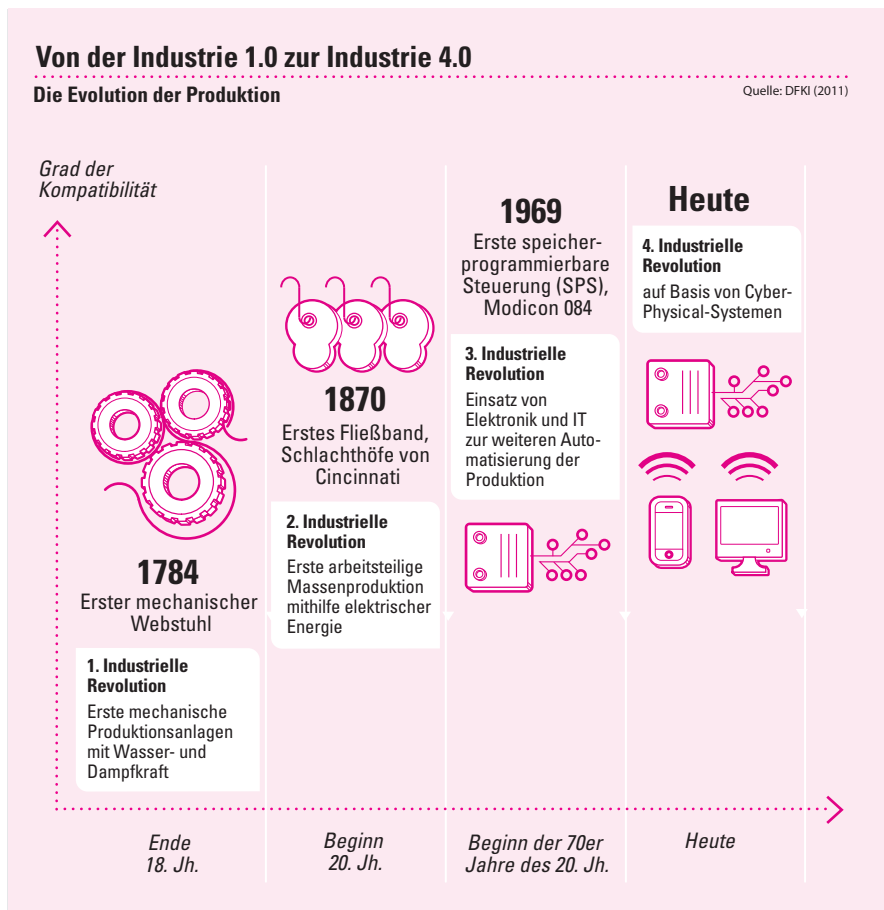 Von der Industrie 1.0 zur Industrie 4.0
Die Evolution der Produktion
Quelle: DFKI (2011)
Grad der
Kompatibilität
1784
Erster mechanischer
Webstuhl
1. Industrielle
Revolution
Erste mechanische
Produktionsanlagen
mit Wasser- und
Dampfkraft
1870
Erstes Fließband,
Schlachthöfe von
Cincinnati
2. Industrielle
Revolution
Erste arbeitsteilige
Massenproduktion
mithilfe elektrischer
Energie
1969
Erste speicher-
programmierbare
Steuerung (SPS),
Modicon 084
3. Industrielle
Revolution
Einsatz von
Elektronik und IT
zur weiteren Auto-
matisierung der
Produktion
Heute
4. Industrielle
Revolution
auf Basis von Cyber-
Physical-Systemen
Ende
18. Jh.
Beginn
20. Jh.
Beginn der 70er
Jahre des 20. Jh.
Heute